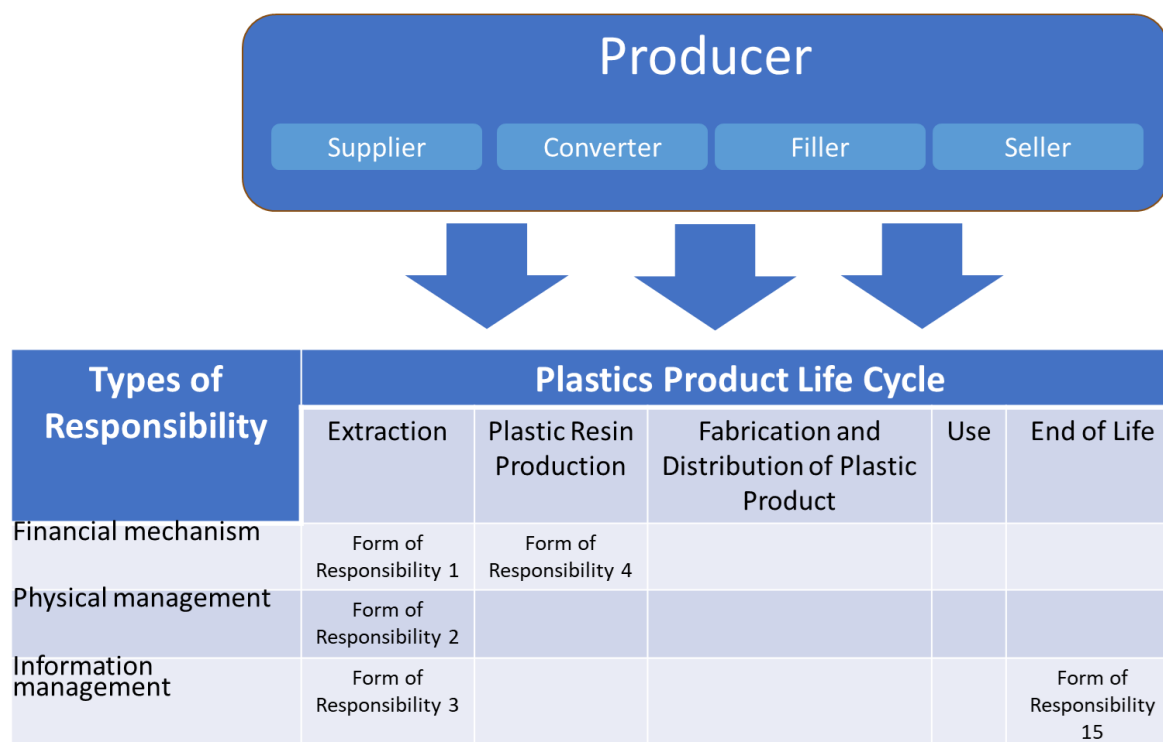 Producer
Supplier
Converter
Filler
Seller
Types of
Responsibility
Plastics Product Life Cycle
Extraction
Plastic Resin
Production
Fabrication and
Distribution of Plastic
Product
Use
End of Life
Financial mechanism
Form of
Responsibility 1
Form of
Responsibility 4
Physical management
Form of
Responsibility 2
Information
management
Form of
Responsibility 3
Form of
Responsibility
15